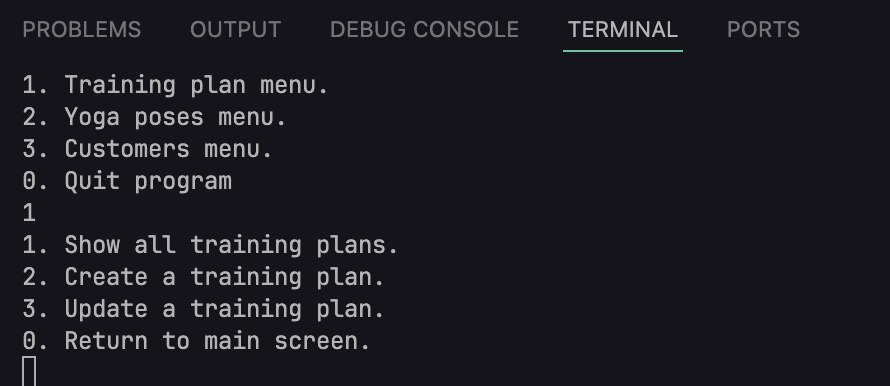 PROBLEMS OUTPUT DEBUG CONSOLE TERMINAL PORTS
1. Training plan menu.
2. Yoga poses menu.
3. Customers menu.
0. Quit program
1
1. Show all training plans.
2. Create a training plan.
3. Update a training plan.
0. Return to main screen.